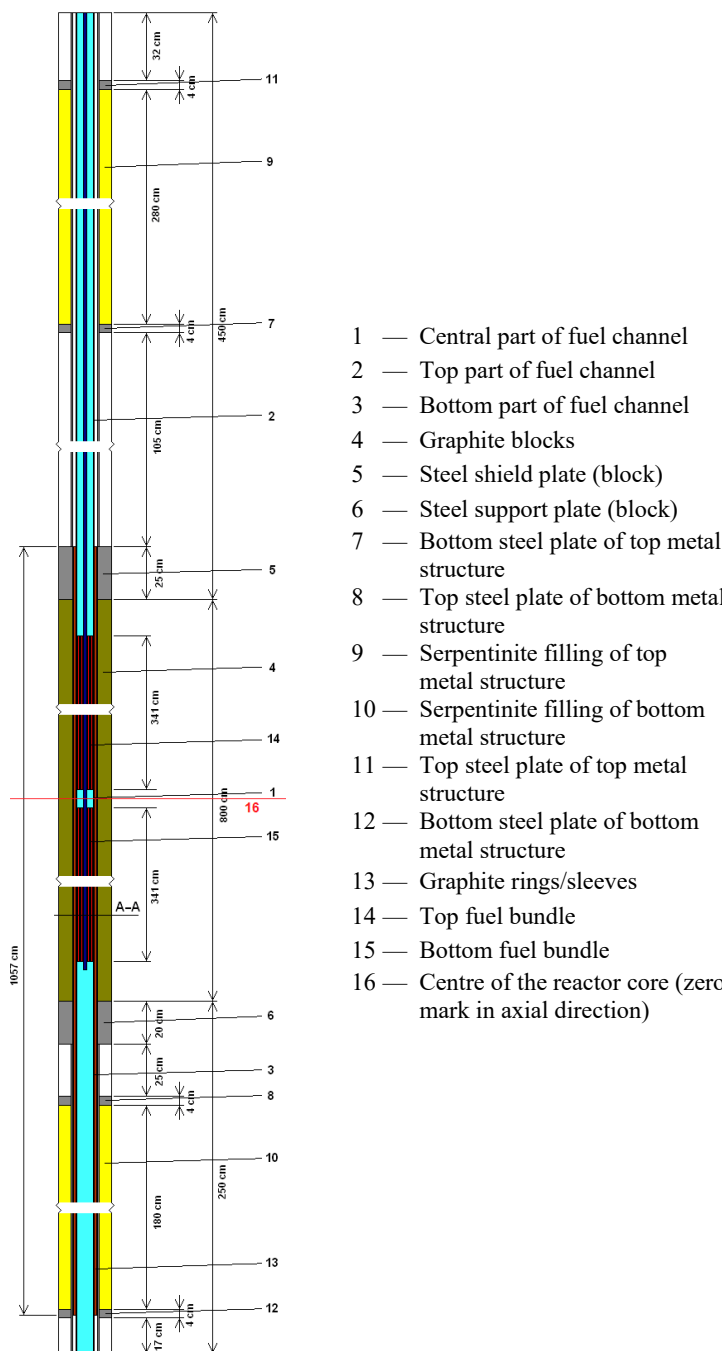 32 cm
11
4 cm
9
280 cm
450 cm
7
4 cm
2
105 cm
5
25 cm
4
341 cm
14
1
16
800 cm
15
341 cm
A–A
1057 cm
6
20 cm
3
25 cm
8
4 cm
10
250 cm
180 cm
13
12
4 cm
17 cm
1 — Central part of fuel channel
2 — Top part of fuel channel
3 — Bottom part of fuel channel
4 — Graphite blocks
5 — Steel shield plate (block)
6 — Steel support plate (block)
7 — Bottom steel plate of top metal
structure
8 — Top steel plate of bottom metal
structure
9 — Serpentinite filling of top
metal structure
10 — Serpentinite filling of bottom
metal structure
11 — Top steel plate of top metal
structure
12 — Bottom steel plate of bottom
metal structure
13 — Graphite rings/sleeves
14 — Top fuel bundle
15 — Bottom fuel bundle
16 — Centre of the reactor core (zero
mark in axial direction)